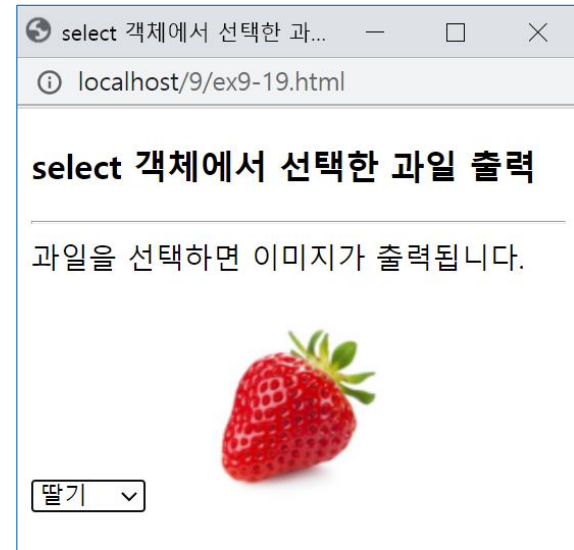 select 객체에서 선택한 과...
localhost/9/ex9-19.html
select 객체에서 선택한 과일 출력
과일을 선택하면 이미지가 출력됩니다.
딸기